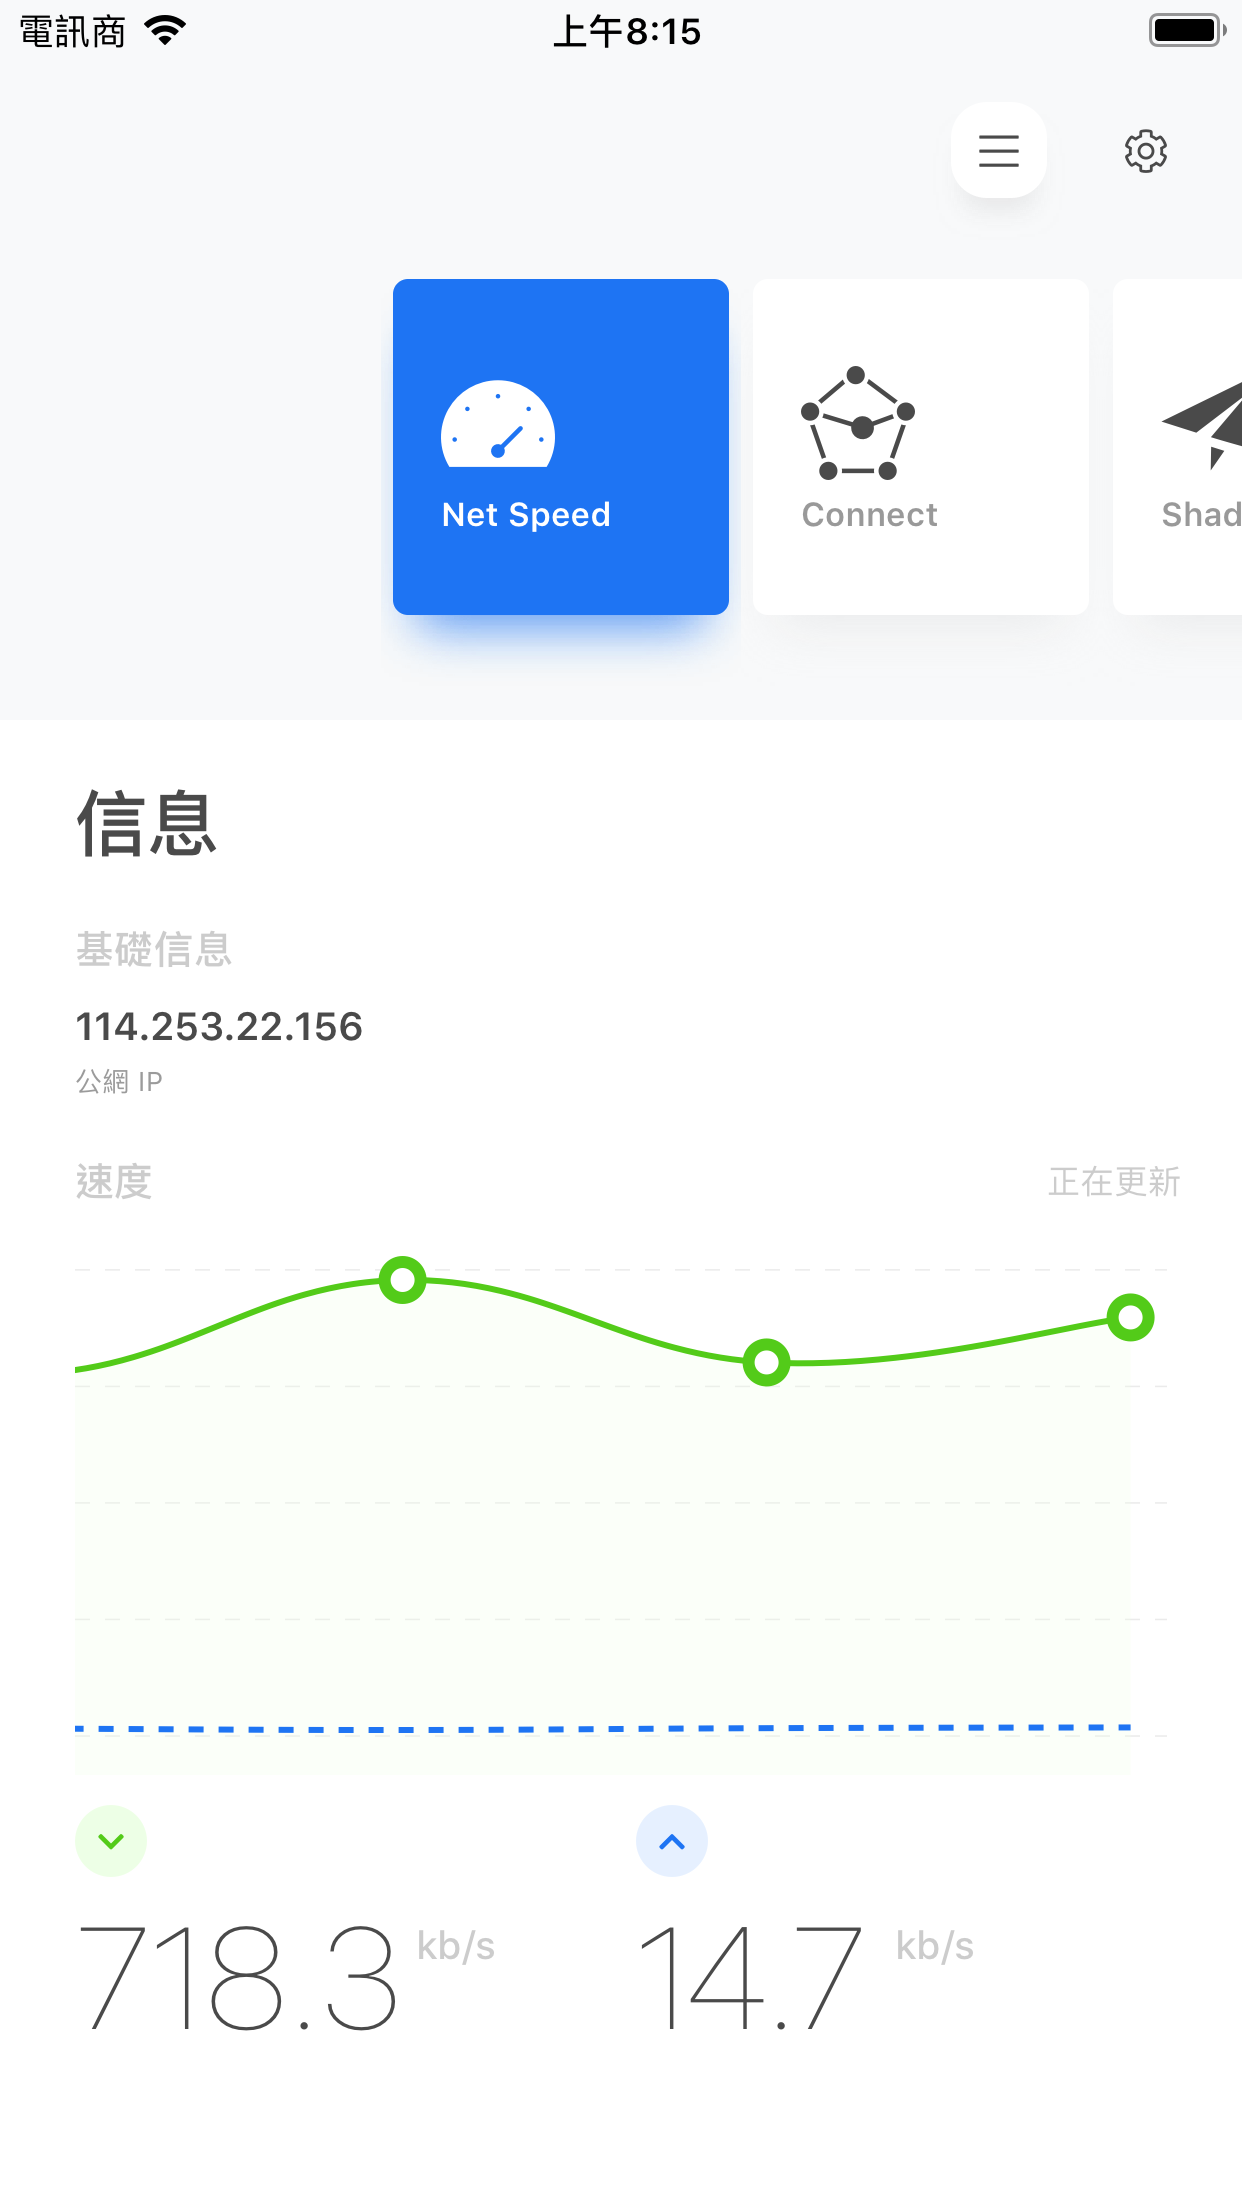 電訊商
上午8:15
Net Speed
Connect
Shad
信息
基礎信息
114.253.22.156
公網 IP
速度
正在更新
718.3 kb/s
14.7 kb/s